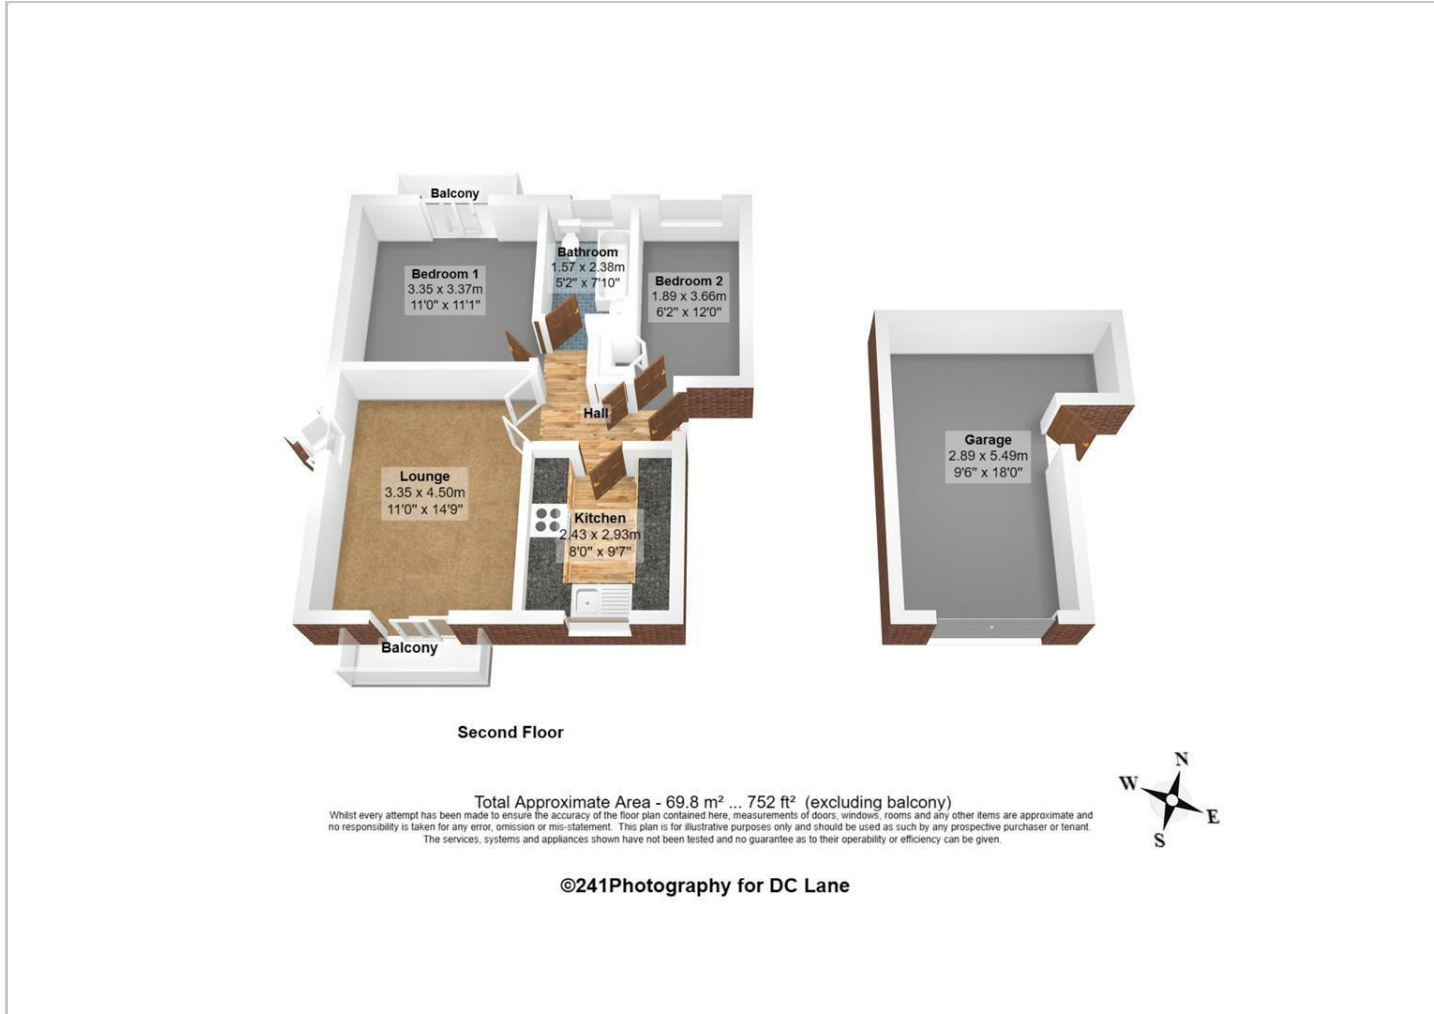 Balcony
Bedroom 1
3.35 x 3.37m
11'0" x 11'1"
Bathroom
1.57 x 2.38m
5'2" x 7'10"
Bedroom 2
1.89 x 3.66m
6'2" x 12'0"
Hall
Lounge
3.35 x 4.50m
11'0" x 14'9"
Kitchen
2.43 x 2.93m
8'0" x 9'7"
Balcony
Garage
2.89 x 5.49m
9'6" x 18'0"
Second Floor
N
W
E
S
Total Approximate Area - 69.8 m² ... 752 ft² (excluding balcony)
Whilst every attempt has been made to ensure the accuracy of the floor plan contained here, measurements of doors, windows, rooms and any other items are approximate and
no responsibility is taken for any error, omission or mis-statement. This plan is for illustrative purposes only and should be used as such by any prospective purchaser or tenant.
The services, systems and appliances shown have not been tested and no guarantee as to their operability or efficiency can be given.
©241Photography for DC Lane